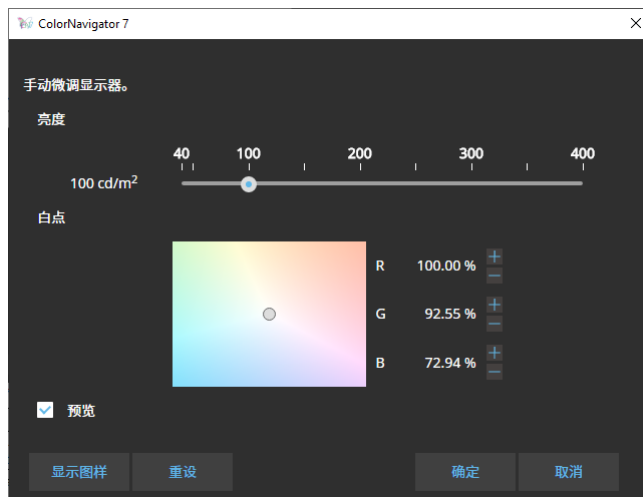 ColorNavigator 7
手动微调显示器。
亮度
40 100 200 300 400
100 cd/m²
白点
R 100.00 %
G 92.55 %
B 72.94 %
预览
显示图样 重设 确定 取消